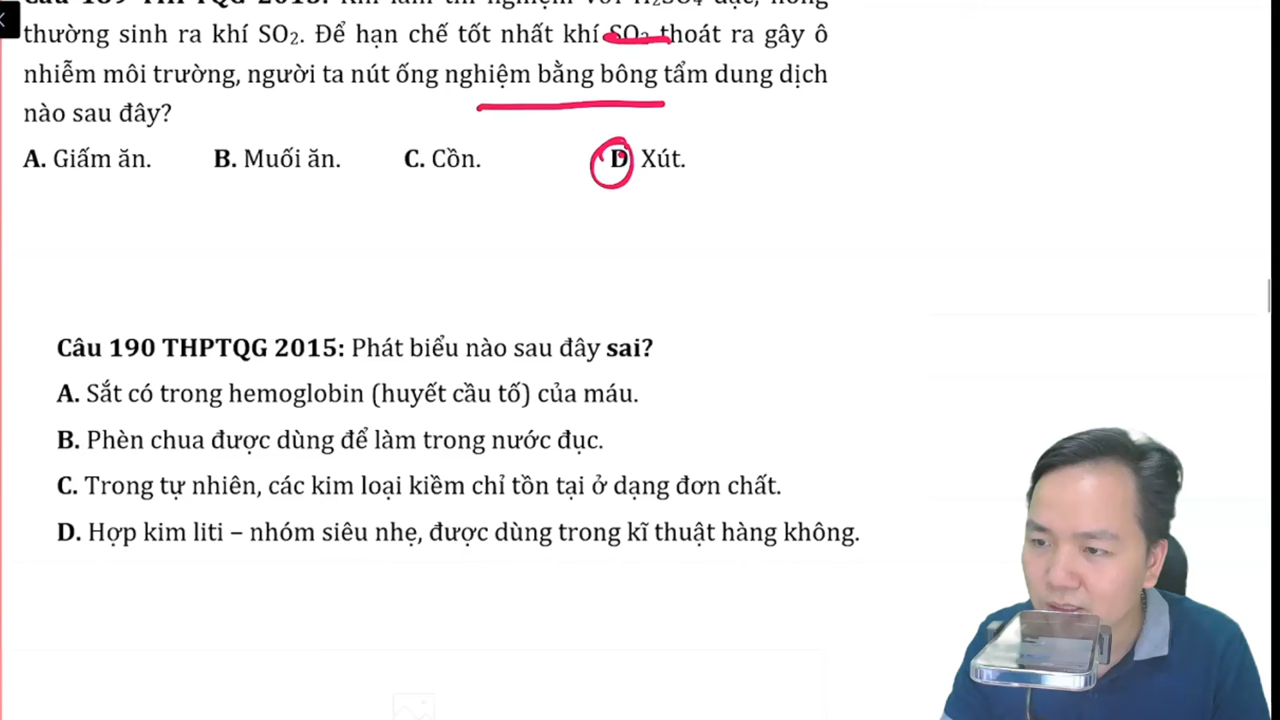 thường sinh ra khí SO₂. Để hạn chế tốt nhất khí SO₂ thoát ra gây ô
nhiễm môi trường, người ta nút ống nghiệm bằng bông tẩm dung dịch
nào sau đây?
A. Giấm ăn. B. Muối ăn. C. Cồn. D Xút.
Câu 190 THPTQG 2015: Phát biểu nào sau đây sai?
A. Sắt có trong hemoglobin (huyết cầu tố) của máu.
B. Phèn chua được dùng để làm trong nước đục.
C. Trong tự nhiên, các kim loại kiềm chỉ tồn tại ở dạng đơn chất.
D. Hợp kim liti – nhóm siêu nhẹ, được dùng trong kĩ thuật hàng không.